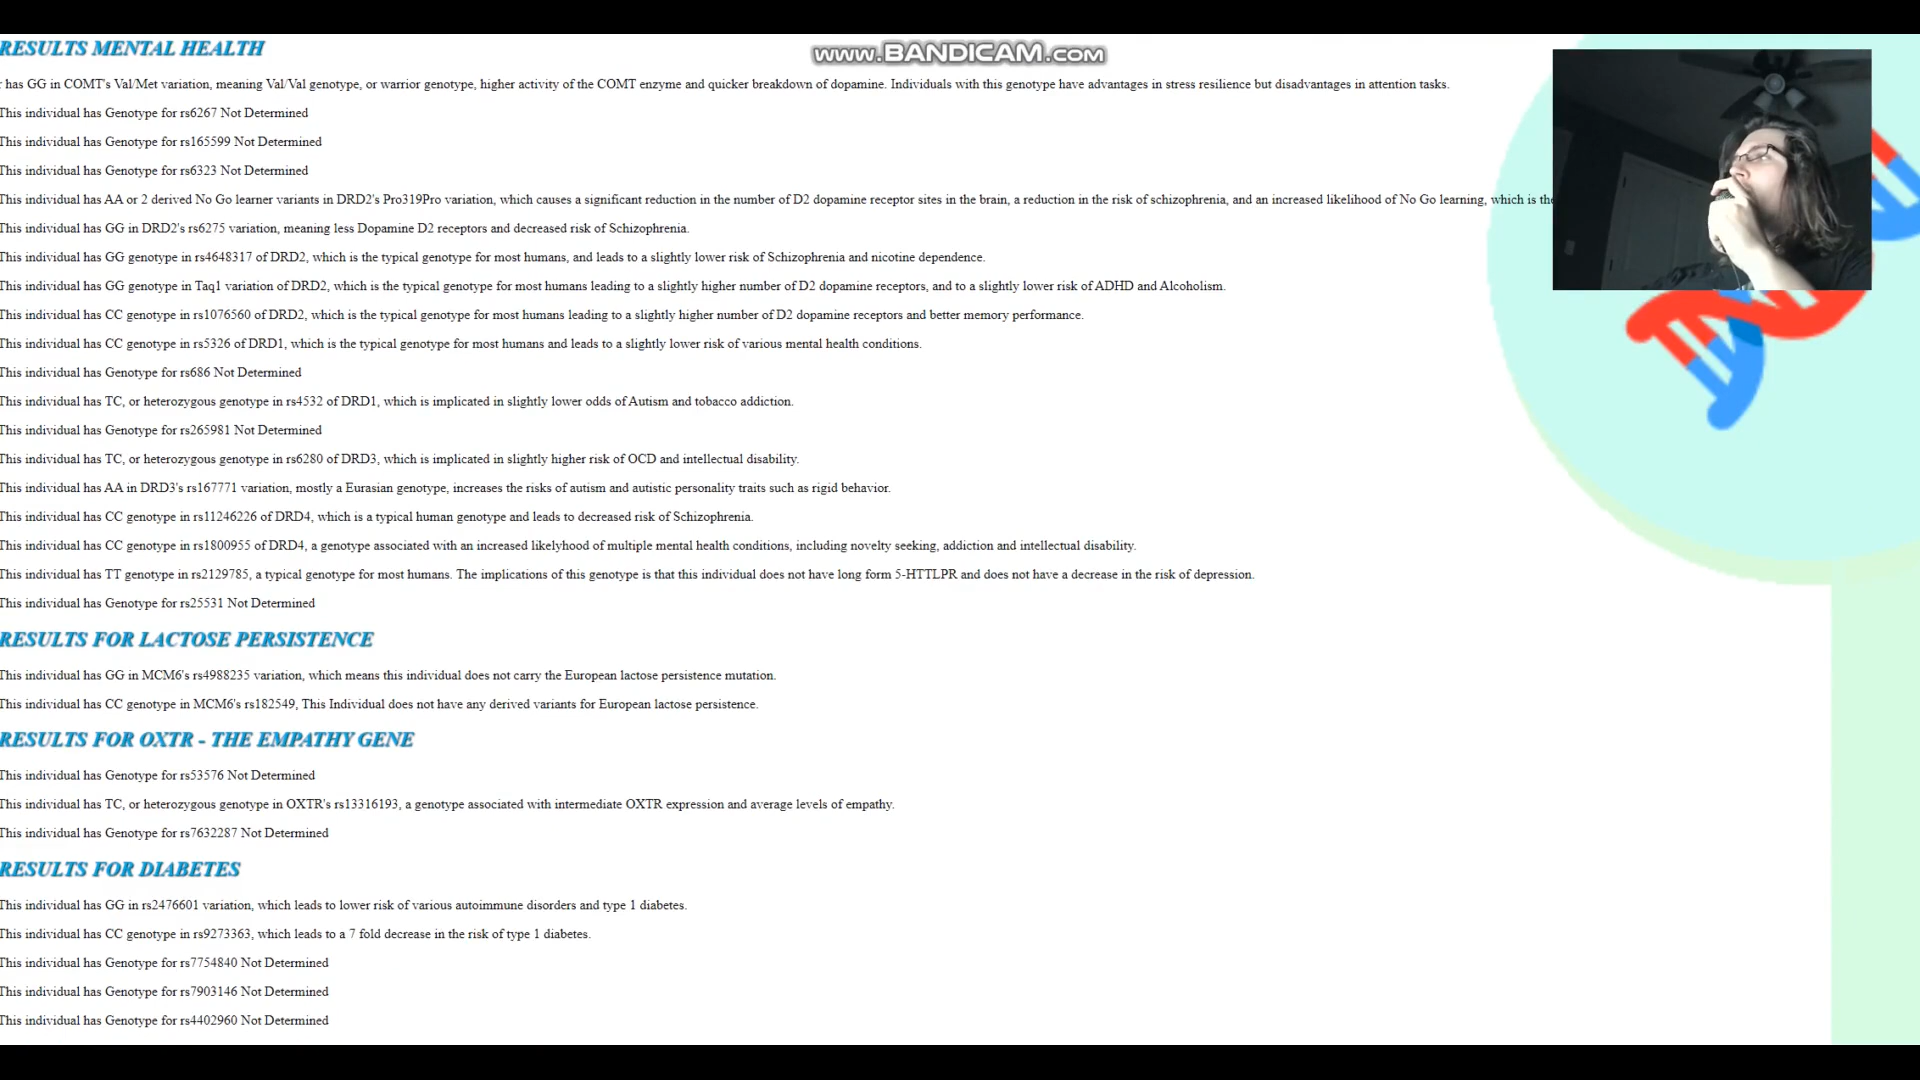 RESULTS MENTAL HEALTH
www.BANDICAM.com
has GG in COMT's Val/Met variation, meaning Val/Val genotype, or warrior genotype, higher activity of the COMT enzyme and quicker breakdown of dopamine. Individuals with this genotype have advantages in stress resilience but disadvantages in attention tasks.
This individual has Genotype for rs6267 Not Determined
This individual has Genotype for rs165599 Not Determined
This individual has Genotype for rs6323 Not Determined
This individual has AA or 2 derived No Go learner variants in DRD2's Pro319Pro variation, which causes a significant reduction in the number of D2 dopamine receptor sites in the brain, a reduction in the risk of schizophrenia, and an increased likelihood of No Go learning, which is the
This individual has GG in DRD2's rs6275 variation, meaning less Dopamine D2 receptors and decreased risk of Schizophrenia.
This individual has GG genotype in rs4648317 of DRD2, which is the typical genotype for most humans, and leads to a slightly lower risk of Schizophrenia and nicotine dependence.
This individual has GG genotype in Taq1 variation of DRD2, which is the typical genotype for most humans leading to a slightly higher number of D2 dopamine receptors, and to a slightly lower risk of ADHD and Alcoholism.
This individual has CC genotype in rs1076560 of DRD2, which is the typical genotype for most humans leading to a slightly higher number of D2 dopamine receptors and better memory performance.
This individual has CC genotype in rs5326 of DRD1, which is the typical genotype for most humans and leads to a slightly lower risk of various mental health conditions.
This individual has Genotype for rs686 Not Determined
This individual has TC, or heterozygous genotype in rs4532 of DRD1, which is implicated in slightly lower odds of Autism and tobacco addiction.
This individual has Genotype for rs265981 Not Determined
This individual has TC, or heterozygous genotype in rs6280 of DRD3, which is implicated in slightly higher risk of OCD and intellectual disability.
This individual has AA in DRD3's rs167771 variation, mostly a Eurasian genotype, increases the risks of autism and autistic personality traits such as rigid behavior.
This individual has CC genotype in rs11246226 of DRD4, which is a typical human genotype and leads to decreased risk of Schizophrenia.
This individual has CC genotype in rs1800955 of DRD4, a genotype associated with an increased likelyhood of multiple mental health conditions, including novelty seeking, addiction and intellectual disability.
This individual has TT genotype in rs2129785, a typical genotype for most humans. The implications of this genotype is that this individual does not have long form 5-HTTLPR and does not have a decrease in the risk of depression.
This individual has Genotype for rs25531 Not Determined
RESULTS FOR LACTOSE PERSISTENCE
This individual has GG in MCM6's rs4988235 variation, which means this individual does not carry the European lactose persistence mutation.
This individual has CC genotype in MCM6's rs182549, This Individual does not have any derived variants for European lactose persistence.
RESULTS FOR OXTR - THE EMPATHY GENE
This individual has Genotype for rs53576 Not Determined
This individual has TC, or heterozygous genotype in OXTR's rs13316193, a genotype associated with intermediate OXTR expression and average levels of empathy.
This individual has Genotype for rs7632287 Not Determined
RESULTS FOR DIABETES
This individual has GG in rs2476601 variation, which leads to lower risk of various autoimmune disorders and type 1 diabetes.
This individual has CC genotype in rs9273363, which leads to a 7 fold decrease in the risk of type 1 diabetes.
This individual has Genotype for rs7754840 Not Determined
This individual has Genotype for rs7903146 Not Determined
This individual has Genotype for rs4402960 Not Determined